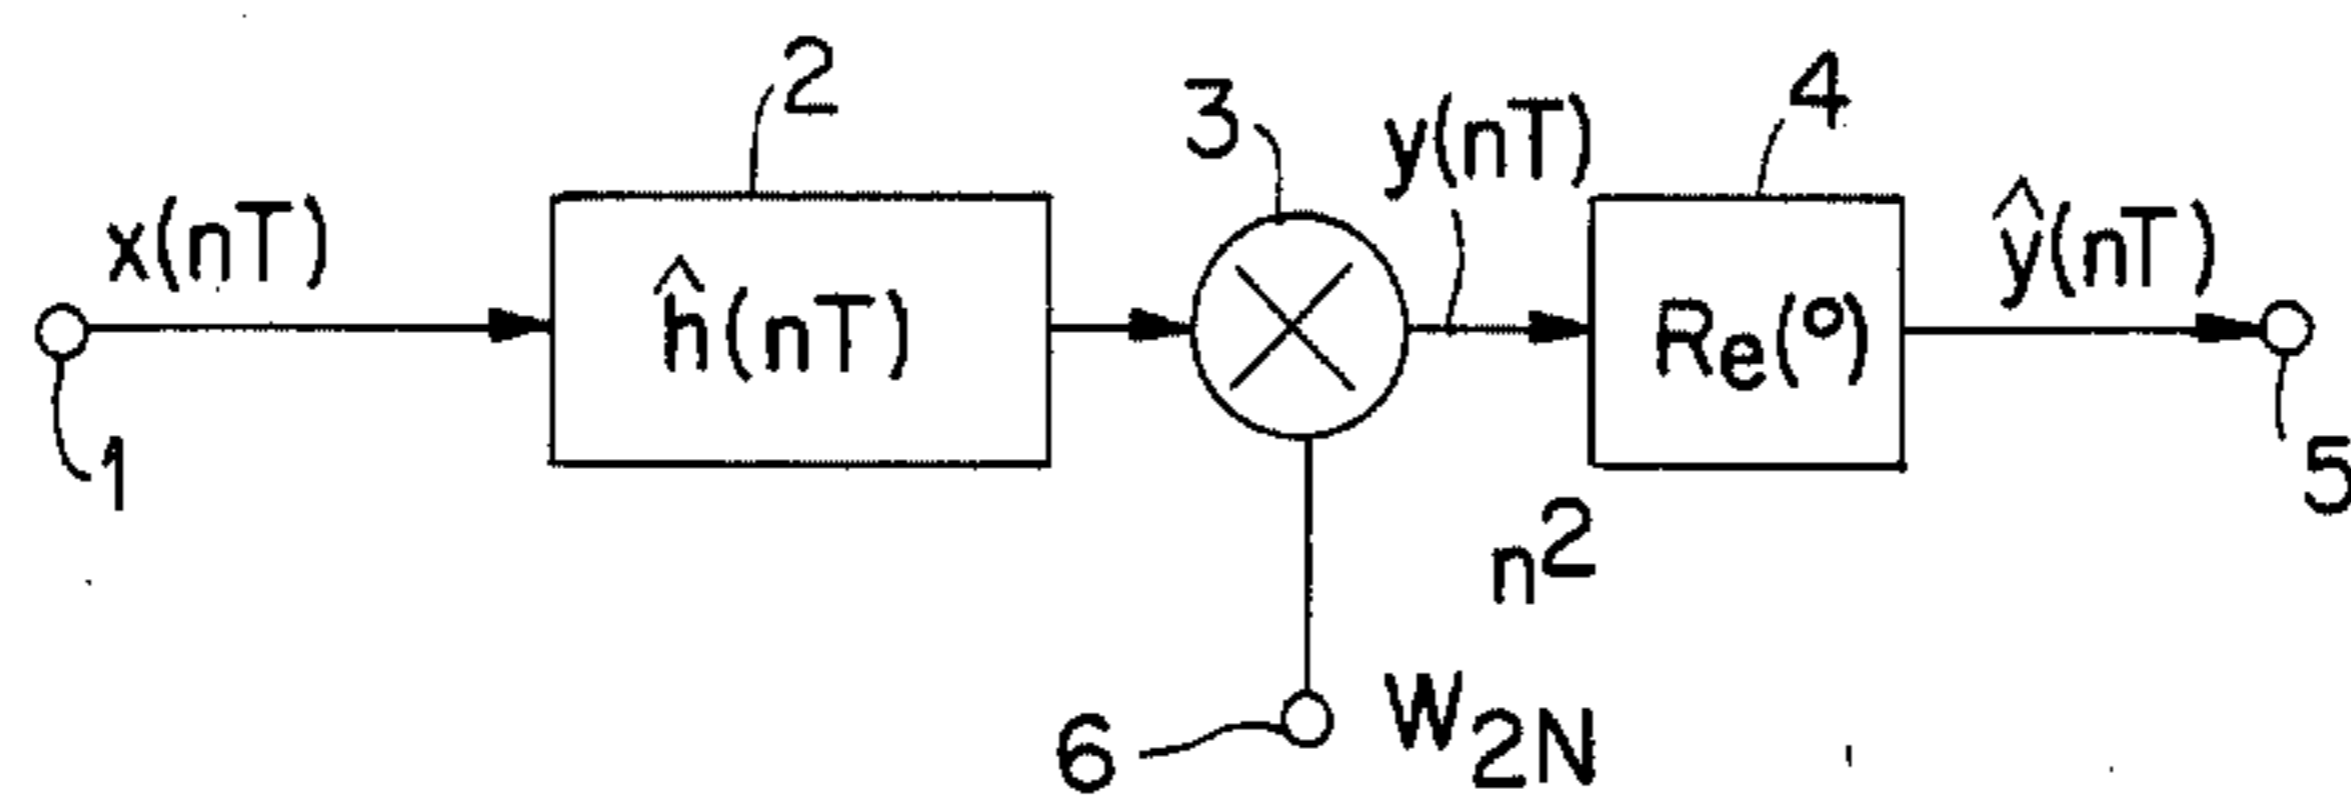 2
3
y(nT)
4
x(nT)
ĥ(nT)
Re(°)
ŷ(nT)
1
5
n²
6
W₂N